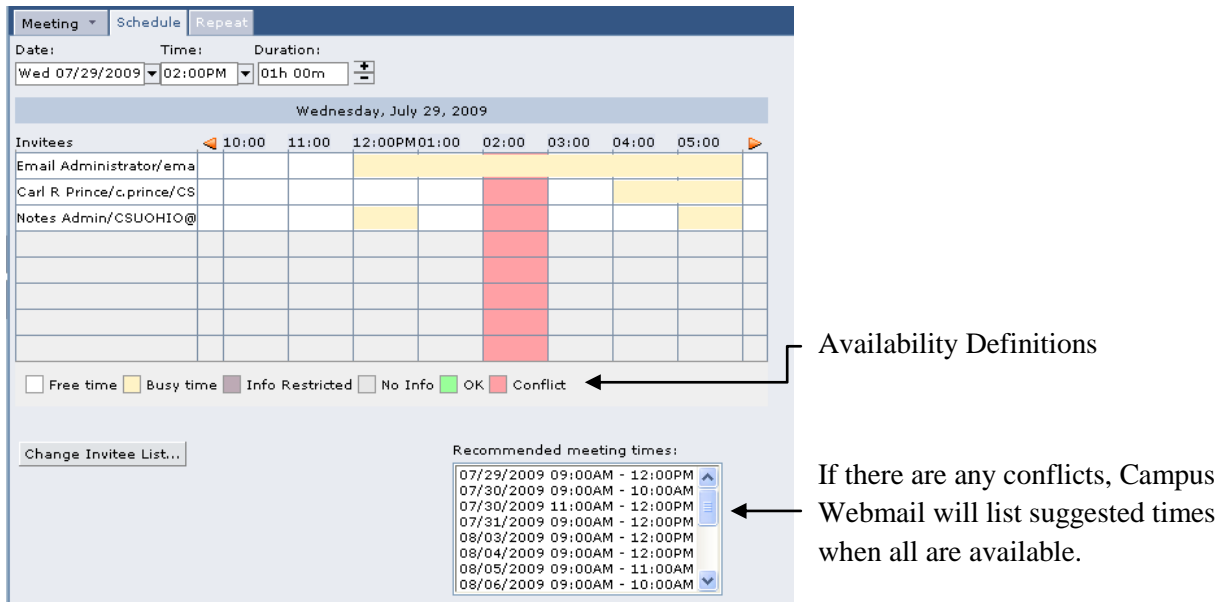 Meeting Schedule Repeat
Date: Time: Duration:
Wed 07/29/2009 02:00PM 01h 00m
Wednesday, July 29, 2009
Invitees 10:00 11:00 12:00PM 01:00 02:00 03:00 04:00 05:00
Email Administrator/ema
Carl R Prince/c.prince/CS
Notes Admin/CSUOHIO@
Availability Definitions
Free time Busy time Info Restricted No Info OK Conflict
Change Invitee List...
Recommended meeting times:
07/29/2009 09:00AM - 12:00PM
07/30/2009 09:00AM - 10:00AM
07/30/2009 11:00AM - 12:00PM
07/31/2009 09:00AM - 12:00PM
08/03/2009 09:00AM - 12:00PM
08/04/2009 09:00AM - 12:00PM
08/05/2009 09:00AM - 11:00AM
08/06/2009 09:00AM - 10:00AM
If there are any conflicts, Campus
Webmail will list suggested times
when all are available.